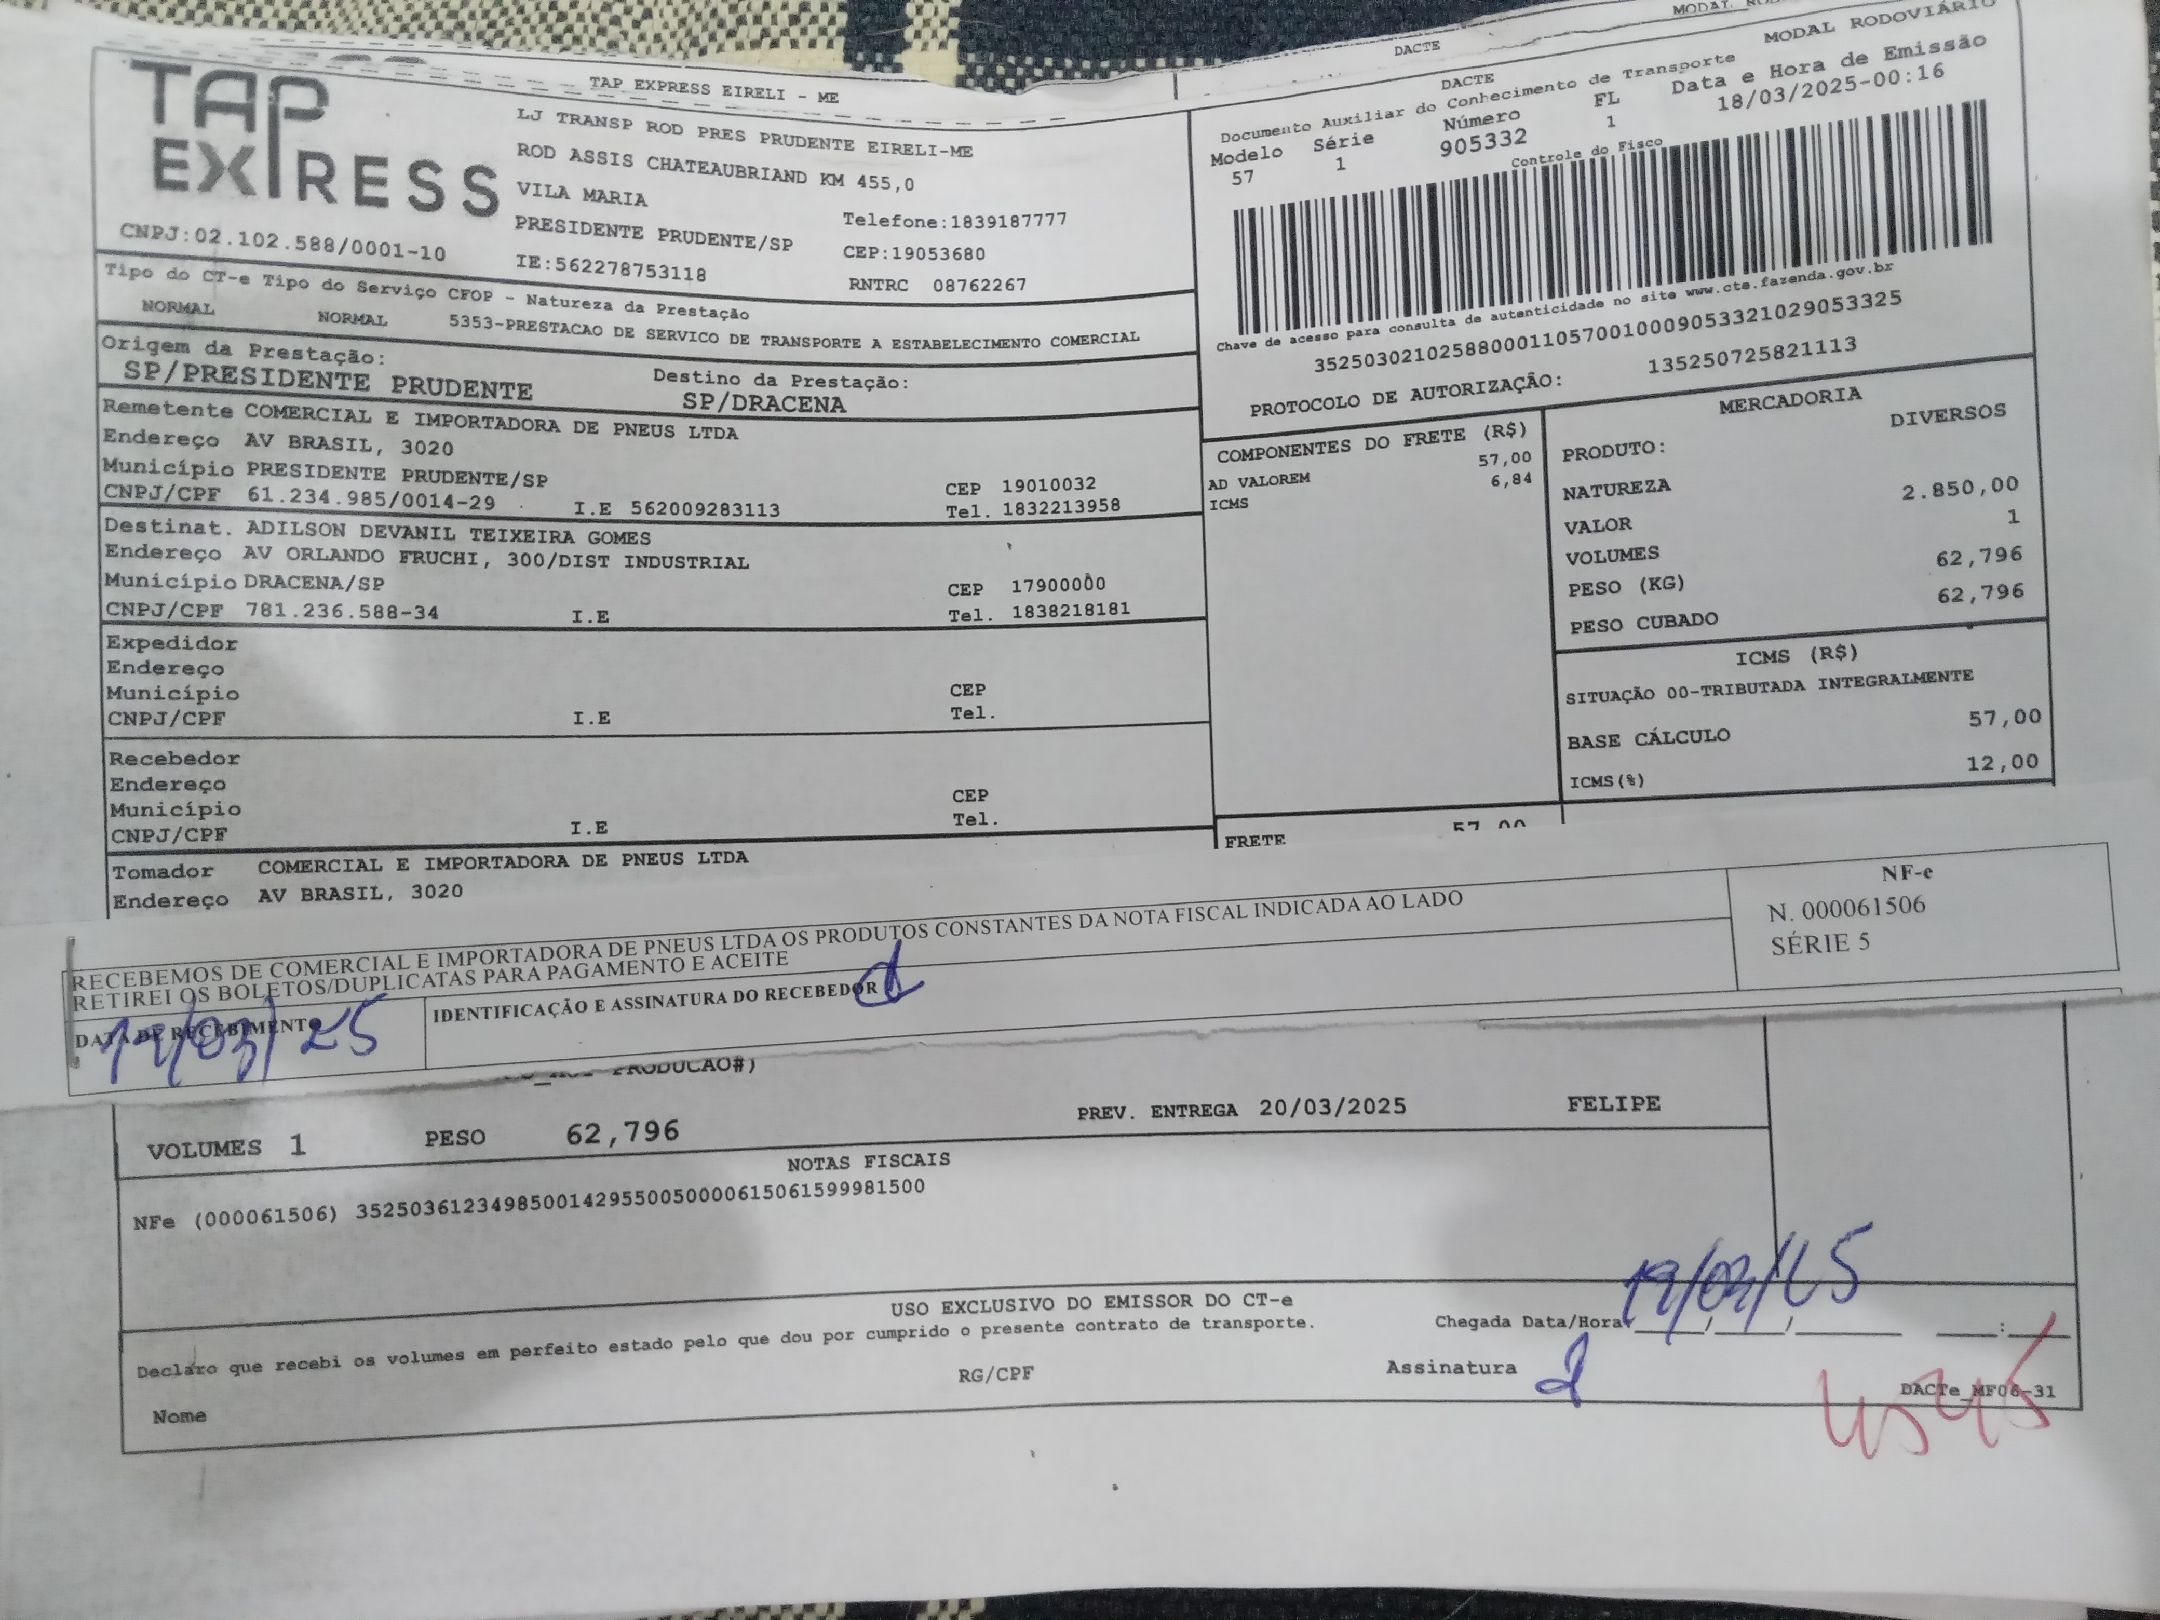 MODAL RODOVIÁRIO
DACTE
TAP EXPRESS EIRELI - ME
TAP
EXPRESS
LJ TRANSP ROD PRES PRUDENTE EIRELI-ME
ROD ASSIS CHATEAUBRIAND KM 455,0
VILA MARIA
PRESIDENTE PRUDENTE/SP
Telefone:1839187777
CEP:19053680
CNPJ:02.102.588/0001-10
IE:562278753118
RNTRC 08762267
DACTE
Documento Auxiliar do Conhecimento de Transporte
Modelo Série Número FL
57 1 905332 1
Data e Hora de Emissão
18/03/2025-00:16
Controle do Fisco
Chave de acesso para consulta de autenticidade no site www.cte.fazenda.gov.br
35250302102588000110570010009053321029053325
PROTOCOLO DE AUTORIZAÇÃO: 135250725821113
Tipo do CT-e Tipo do Serviço CFOP - Natureza da Prestação
NORMAL NORMAL 5353-PRESTACAO DE SERVICO DE TRANSPORTE A ESTABELECIMENTO COMERCIAL
Origem da Prestação: Destino da Prestação:
SP/PRESIDENTE PRUDENTE SP/DRACENA
Remetente COMERCIAL E IMPORTADORA DE PNEUS LTDA
Endereço AV BRASIL, 3020
Município PRESIDENTE PRUDENTE/SP CEP 19010032
CNPJ/CPF 61.234.985/0014-29 I.E 562009283113 Tel. 1832213958
Destinat. ADILSON DEVANIL TEIXEIRA GOMES
Endereço AV ORLANDO FRUCHI, 300/DIST INDUSTRIAL
Município DRACENA/SP CEP 17900000
CNPJ/CPF 781.236.588-34 I.E Tel. 1838218181
Expedidor
Endereço
Município CEP
CNPJ/CPF I.E Tel.
Recebedor
Endereço
Município CEP
CNPJ/CPF I.E Tel.
Tomador COMERCIAL E IMPORTADORA DE PNEUS LTDA
Endereço AV BRASIL, 3020
COMPONENTES DO FRETE (R$)
AD VALOREM 57,00
ICMS 6,84
FRETE 57,00
MERCADORIA
PRODUTO: DIVERSOS
NATUREZA
VALOR 2.850,00
VOLUMES 1
PESO (KG) 62,796
PESO CUBADO 62,796
ICMS (R$)
SITUAÇÃO 00-TRIBUTADA INTEGRALMENTE
BASE CÁLCULO 57,00
ICMS(%) 12,00
RECEBEMOS DE COMERCIAL E IMPORTADORA DE PNEUS LTDA OS PRODUTOS CONSTANTES DA NOTA FISCAL INDICADA AO LADO
RETIREI OS BOLETOS/DUPLICATAS PARA PAGAMENTO E ACEITE
DATA DE RECEBIMENTO
19/03/25
IDENTIFICAÇÃO E ASSINATURA DO RECEBEDOR
NF-e
N. 000061506
SÉRIE 5
PRODUCAO#)
VOLUMES 1 PESO 62,796 PREV. ENTREGA 20/03/2025 FELIPE
NOTAS FISCAIS
NFe (000061506) 35250361234985001429550050000615061599981500
USO EXCLUSIVO DO EMISSOR DO CT-e
Declaro que recebi os volumes em perfeito estado pelo que dou por cumprido o presente contrato de transporte.
Chegada Data/Hora 19/03/25
Nome RG/CPF Assinatura
DACTe_MF06-31